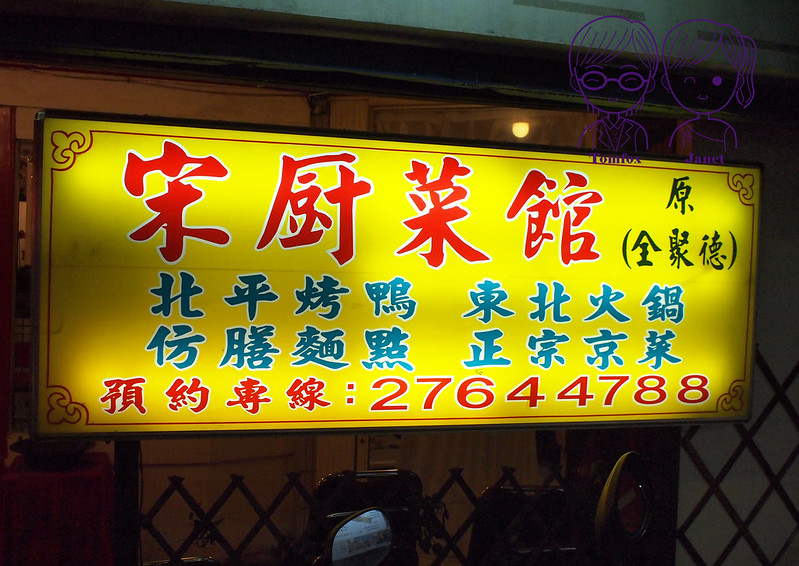 Tomfox Janet
宋厨菜館 原
(全聚德)
北平烤鴨 東北火鍋
仿膳麵點 正宗京菜
預約專線:27644788